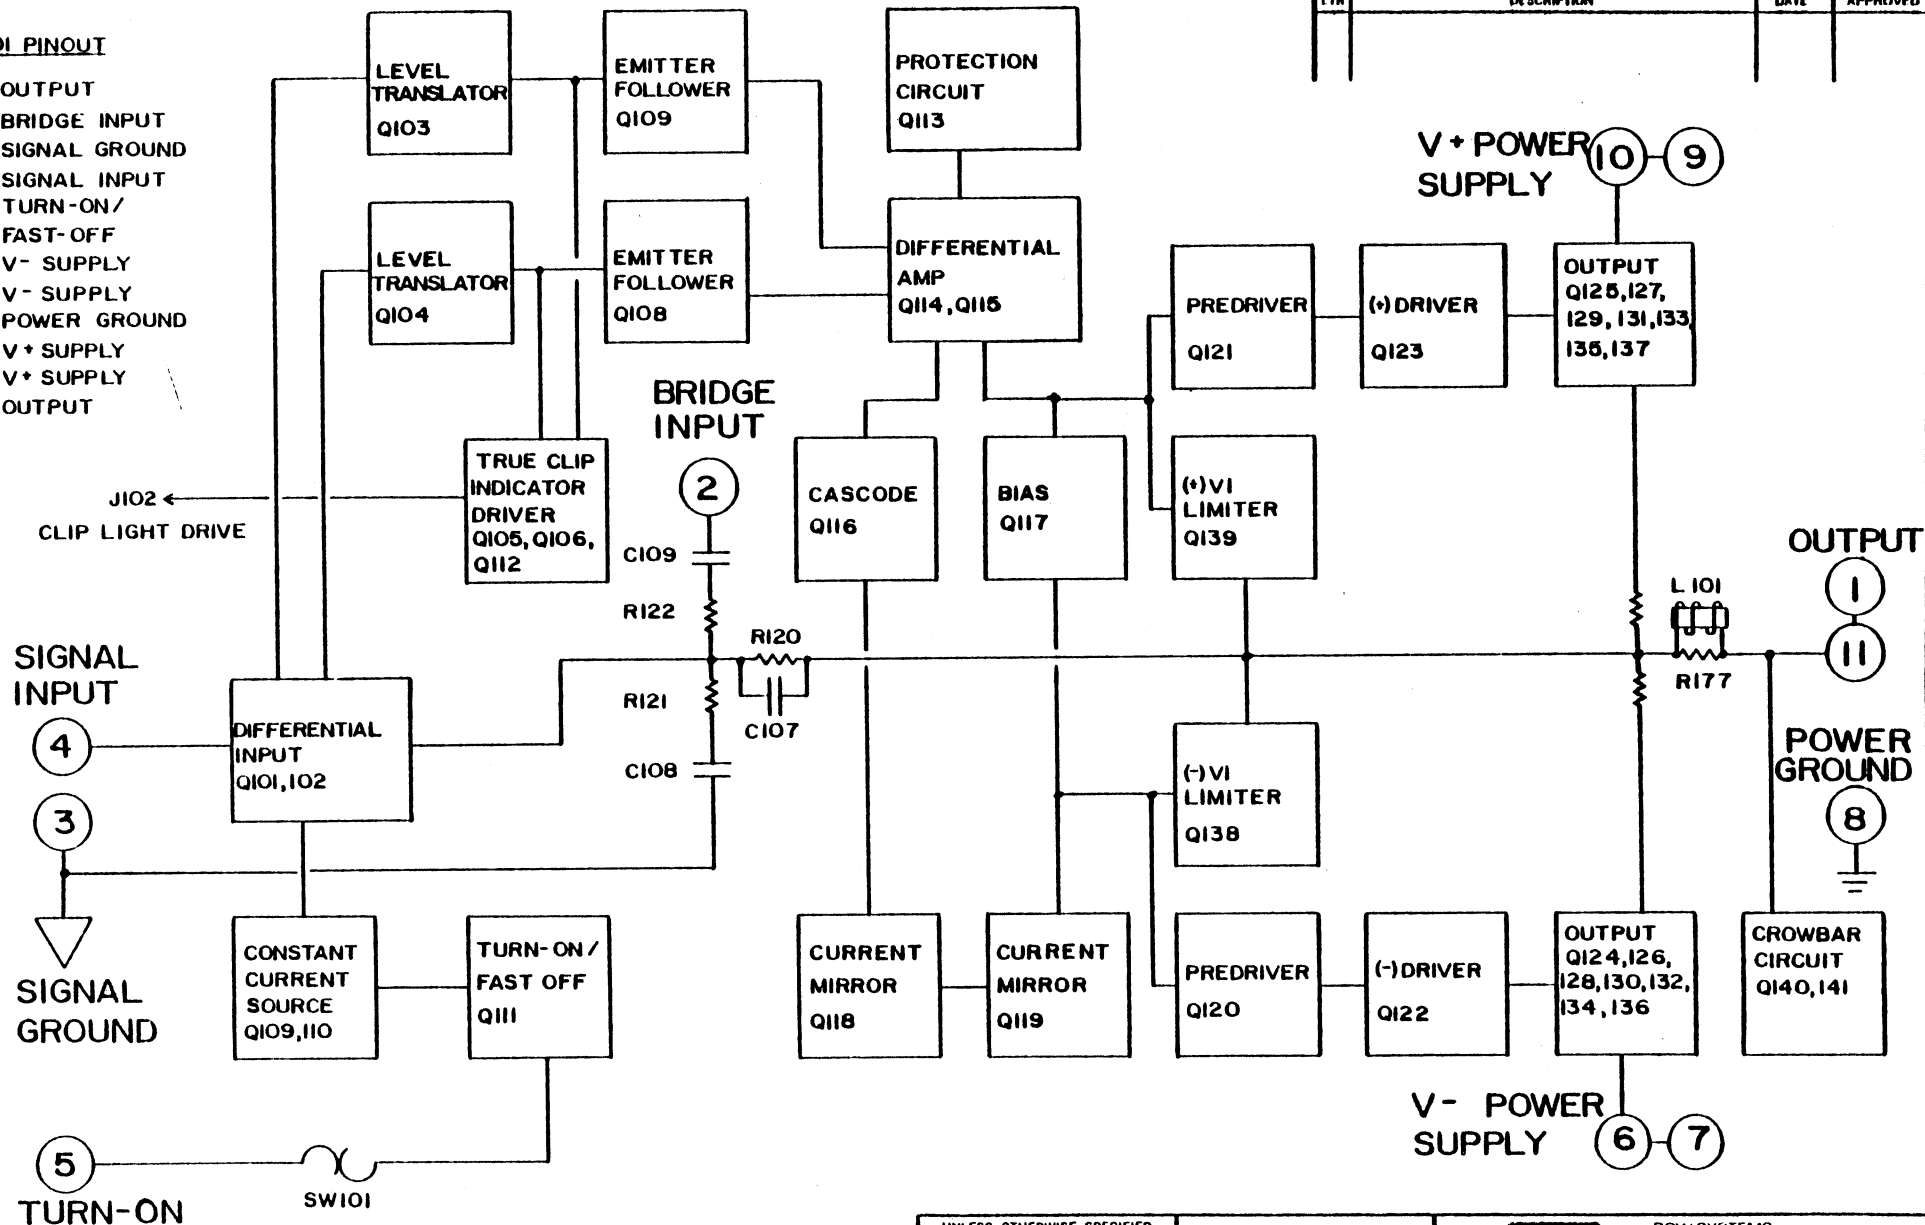 PINOUT
OUTPUT
BRIDGE INPUT
SIGNAL GROUND
SIGNAL INPUT
TURN-ON/
FAST-OFF
V- SUPPLY
V- SUPPLY
POWER GROUND
V+ SUPPLY
V+ SUPPLY
OUTPUT
LEVEL
TRANSLATOR
Q103
EMITTER
FOLLOWER
Q109
PROTECTION
CIRCUIT
Q113
LTR
DESCRIPTION
DATE
APPROVED
V+ POWER
SUPPLY
10
9
LEVEL
TRANSLATOR
Q104
EMITTER
FOLLOWER
Q108
DIFFERENTIAL
AMP
Q114,Q115
PREDRIVER
Q121
(+) DRIVER
Q123
OUTPUT
Q125,127,
129,131,133,
135,137
J102
CLIP LIGHT DRIVE
TRUE CLIP
INDICATOR
DRIVER
Q105,Q106,
Q112
BRIDGE
INPUT
2
C109
R122
R120
R121
C107
C108
CASCODE
Q116
BIAS
Q117
(+) VI
LIMITER
Q139
OUTPUT
1
11
L101
R177
SIGNAL
INPUT
4
3
DIFFERENTIAL
INPUT
Q101,102
(-) VI
LIMITER
Q138
POWER
GROUND
8
SIGNAL
GROUND
CONSTANT
CURRENT
SOURCE
Q109,110
TURN-ON/
FAST OFF
Q111
CURRENT
MIRROR
Q118
CURRENT
MIRROR
Q119
PREDRIVER
Q120
(-) DRIVER
Q122
OUTPUT
Q124,126,
128,130,132,
134,136
CROWBAR
CIRCUIT
Q140,141
5
TURN-ON
SW101
V- POWER
SUPPLY
6
7
UNLESS OTHERWISE SPECIFIED